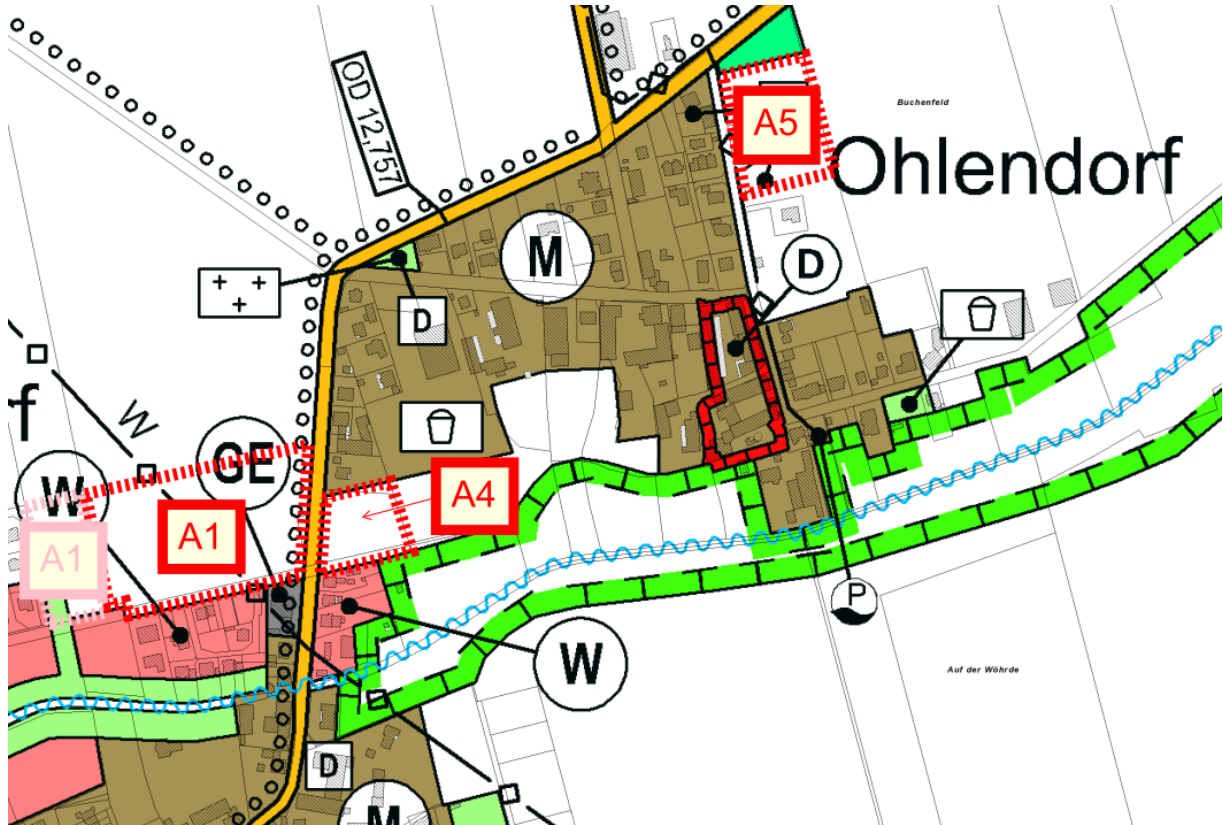 Buchenfeld
A5
OD 12,757
Ohlendorf
M
D
D
W
f
GE
W
A4
A1
A1
P
W
Auf der Wöhrde
D
M